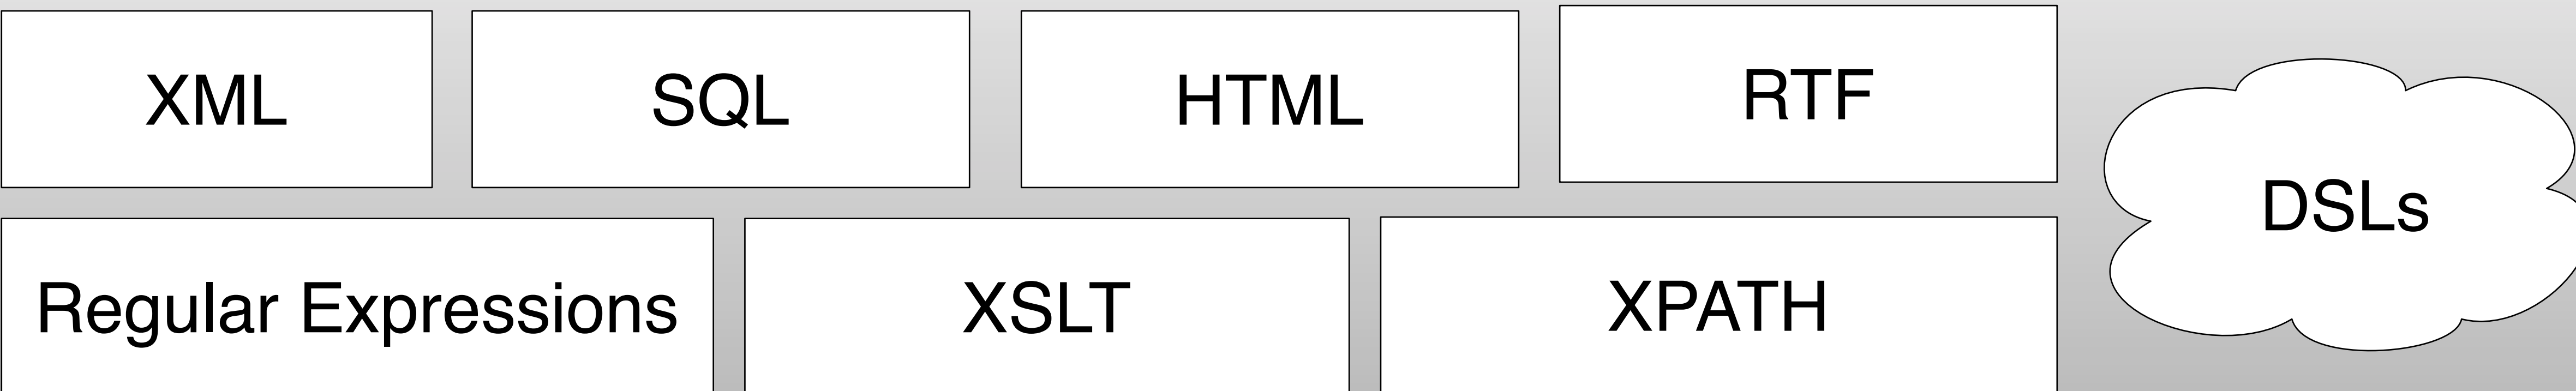 XML
SQL
HTML
RTF
DSLs
Regular Expressions
XSLT
XPATH